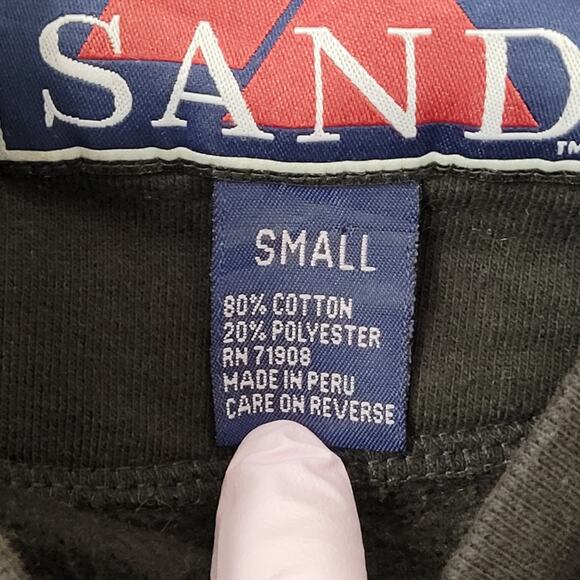 SAND
TM
SMALL
80% COTTON
20% POLYESTER
RN 71908
MADE IN PERU
CARE ON REVERSE